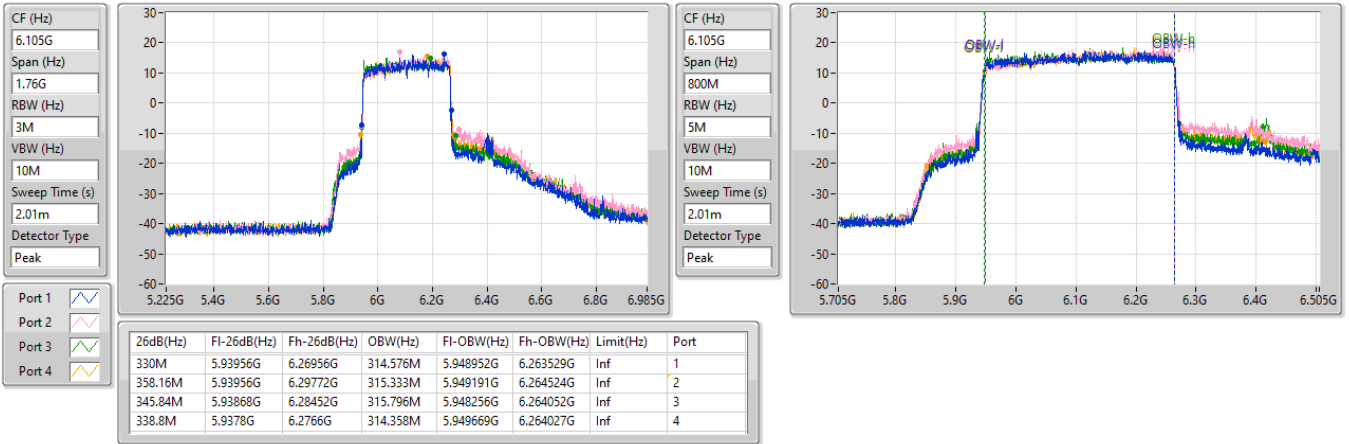 CF (Hz)
6.105G
Span (Hz)
1.76G
RBW (Hz)
3M
VBW (Hz)
10M
Sweep Time (s)
2.01m
Detector Type
Peak
Port 1
Port 2
Port 3
Port 4
30-
20-
10-
0-
-10-
-20-
-30-
-40-
-50-
-60-
5.225G 5.4G 5.6G 5.8G 6G 6.2G 6.4G 6.6G 6.8G 6.985G
CF (Hz)
6.105G
Span (Hz)
800M
RBW (Hz)
5M
VBW (Hz)
10M
Sweep Time (s)
2.01m
Detector Type
Peak
30-
20-
10-
0-
-10-
-20-
-30-
-40-
-50-
-60-
OBW-l
OBW-h
OBW-h
5.705G 5.8G 5.9G 6G 6.1G 6.2G 6.3G 6.4G 6.505G
26dB(Hz) Fl-26dB(Hz) Fh-26dB(Hz) OBW(Hz) Fl-OBW(Hz) Fh-OBW(Hz) Limit(Hz) Port
330M 5.93956G 6.26956G 314.576M 5.948952G 6.263529G Inf 1
358.16M 5.93956G 6.29772G 315.333M 5.949191G 6.264524G Inf 2
345.84M 5.93868G 6.28452G 315.796M 5.948256G 6.264052G Inf 3
338.8M 5.9378G 6.2766G 314.358M 5.949669G 6.264027G Inf 4